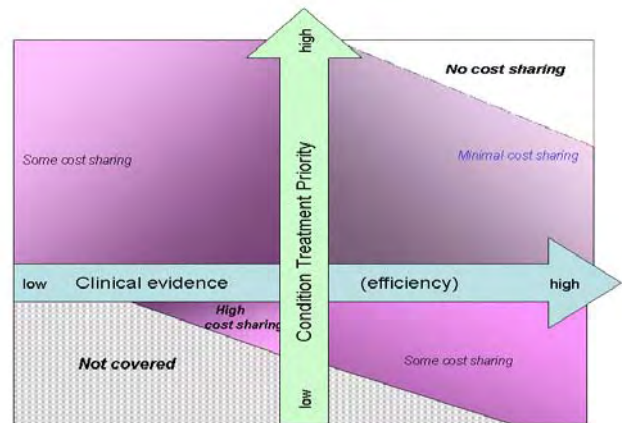 high
No cost sharing
Some cost sharing
Minimal cost sharing
Condition Treatment Priority
low
Clinical evidence
(efficiency)
high
High
cost sharing
Not covered
Some cost sharing
low